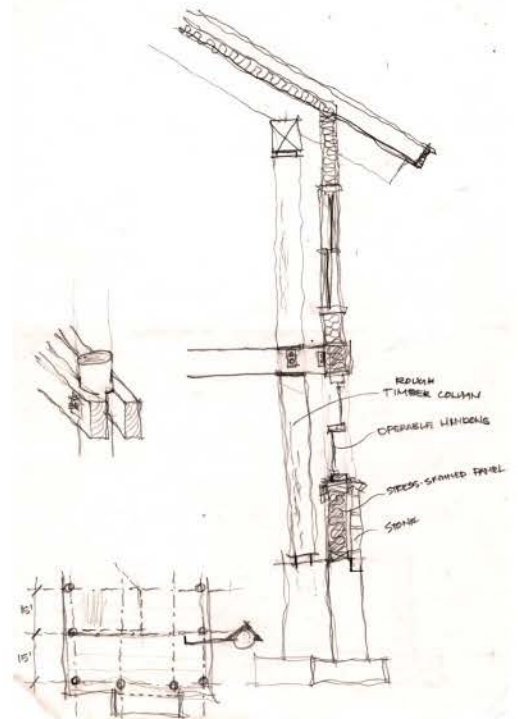 ROUGH
TIMBER COLUMN
OPERABLE WINDOWS
STRESS-SKINNED PANEL
STONE
15'
15'